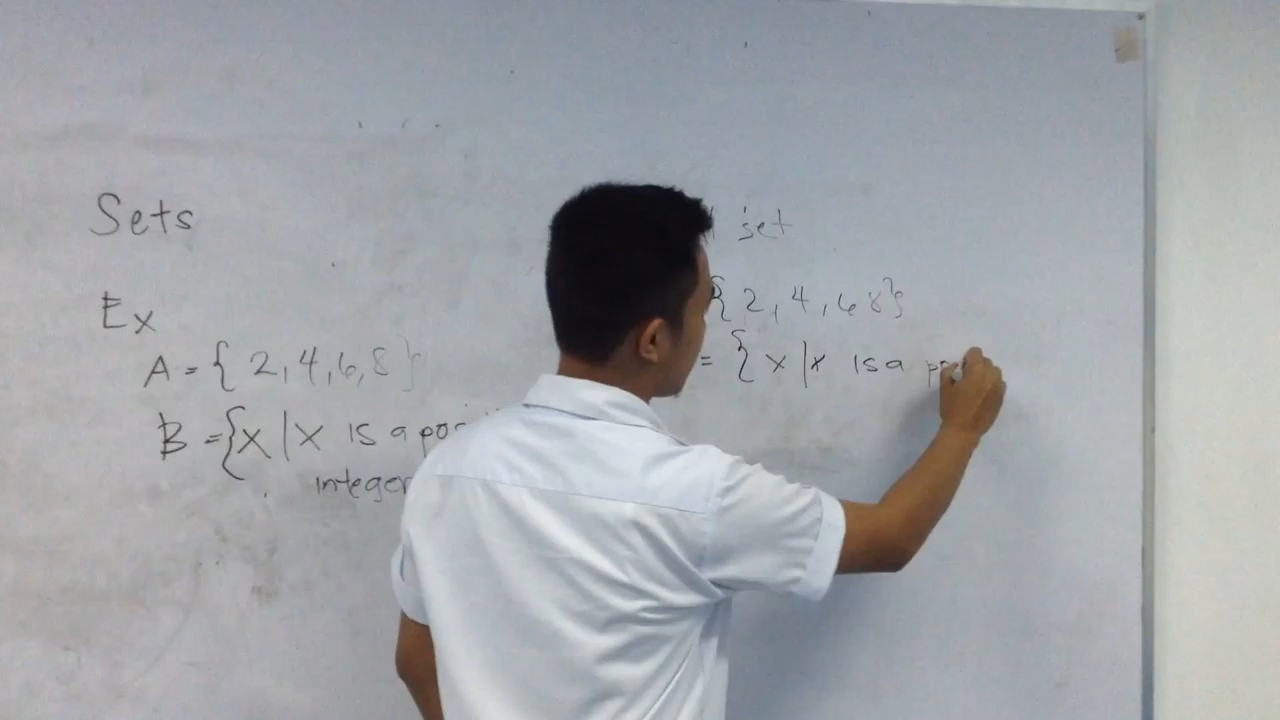 Sets
Ex
A = { 2, 4, 6, 8 }
B = { x | x is a pos
integer
set
{ 2, 4, 6 8 }
= { x | x is a